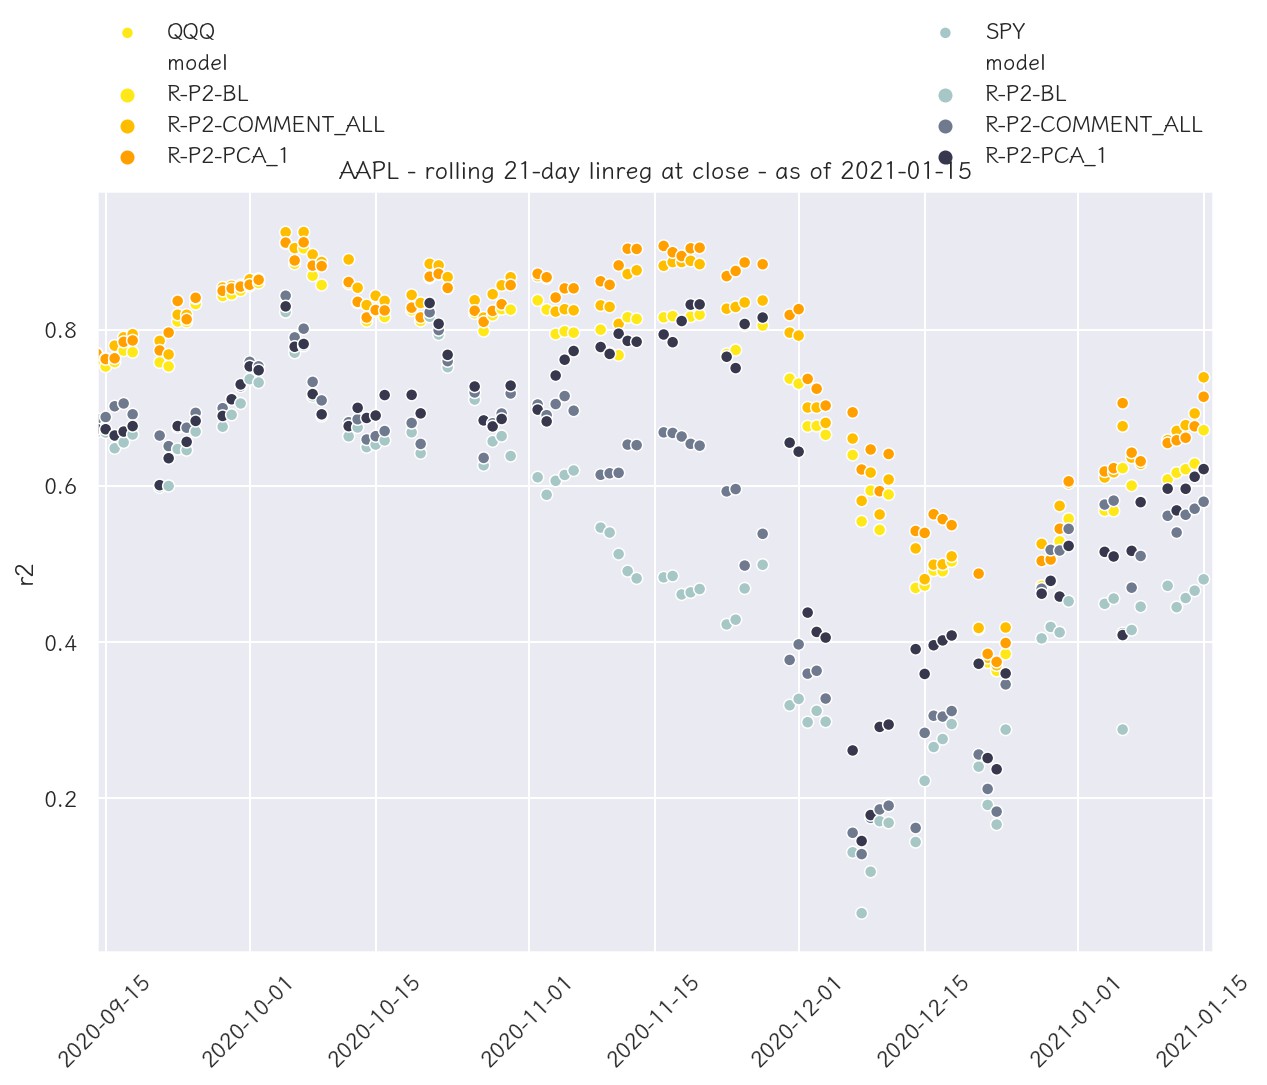 QQQ
model
R-P2-BL
R-P2-COMMENT_ALL
R-P2-PCA_1
SPY
model
R-P2-BL
R-P2-COMMENT_ALL
R-P2-PCA_1
AAPL - rolling 21-day linreg at close - as of 2021-01-15
0.8
0.6
0.4
0.2
r2
2020-09-15
2020-10-01
2020-10-15
2020-11-01
2020-11-15
2020-12-01
2020-12-15
2021-01-01
2021-01-15